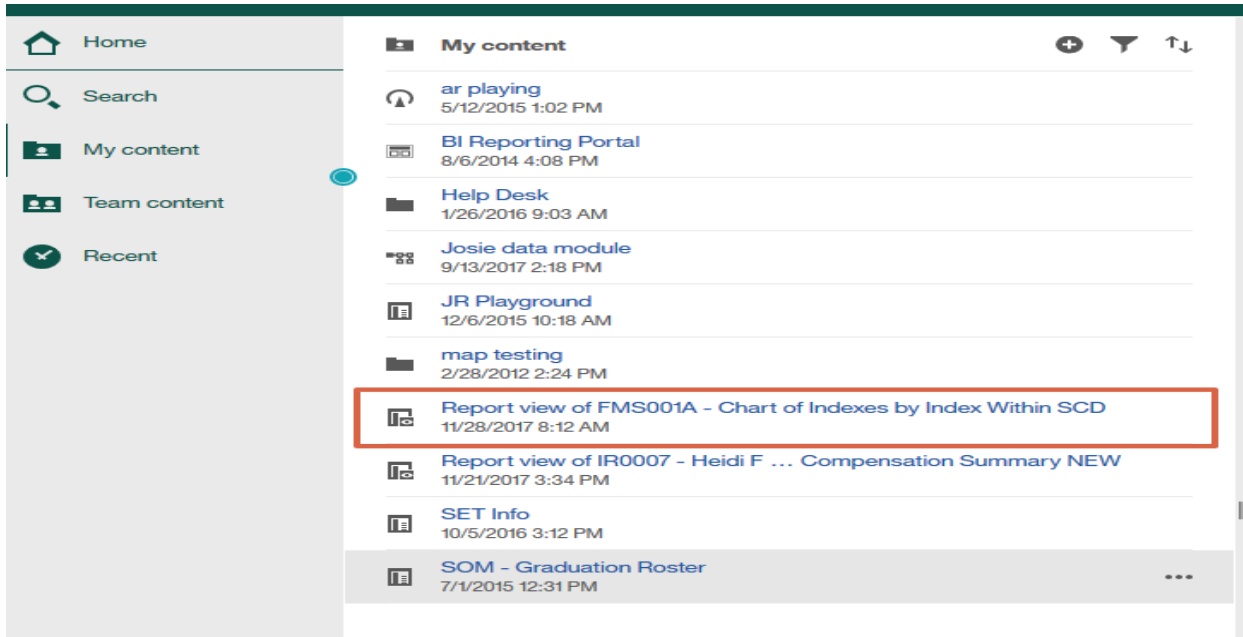 Home
Search
My content
Team content
Recent
My content
ar playing
5/12/2015 1:02 PM
BI Reporting Portal
8/6/2014 4:08 PM
Help Desk
1/26/2016 9:03 AM
Josie data module
9/13/2017 2:18 PM
JR Playground
12/6/2015 10:18 AM
map testing
2/28/2012 2:24 PM
Report view of FMS001A - Chart of Indexes by Index Within SCD
11/28/2017 8:12 AM
Report view of IR0007 - Heidi F ... Compensation Summary NEW
11/21/2017 3:34 PM
SET Info
10/5/2016 3:12 PM
SOM - Graduation Roster
7/1/2015 12:31 PM